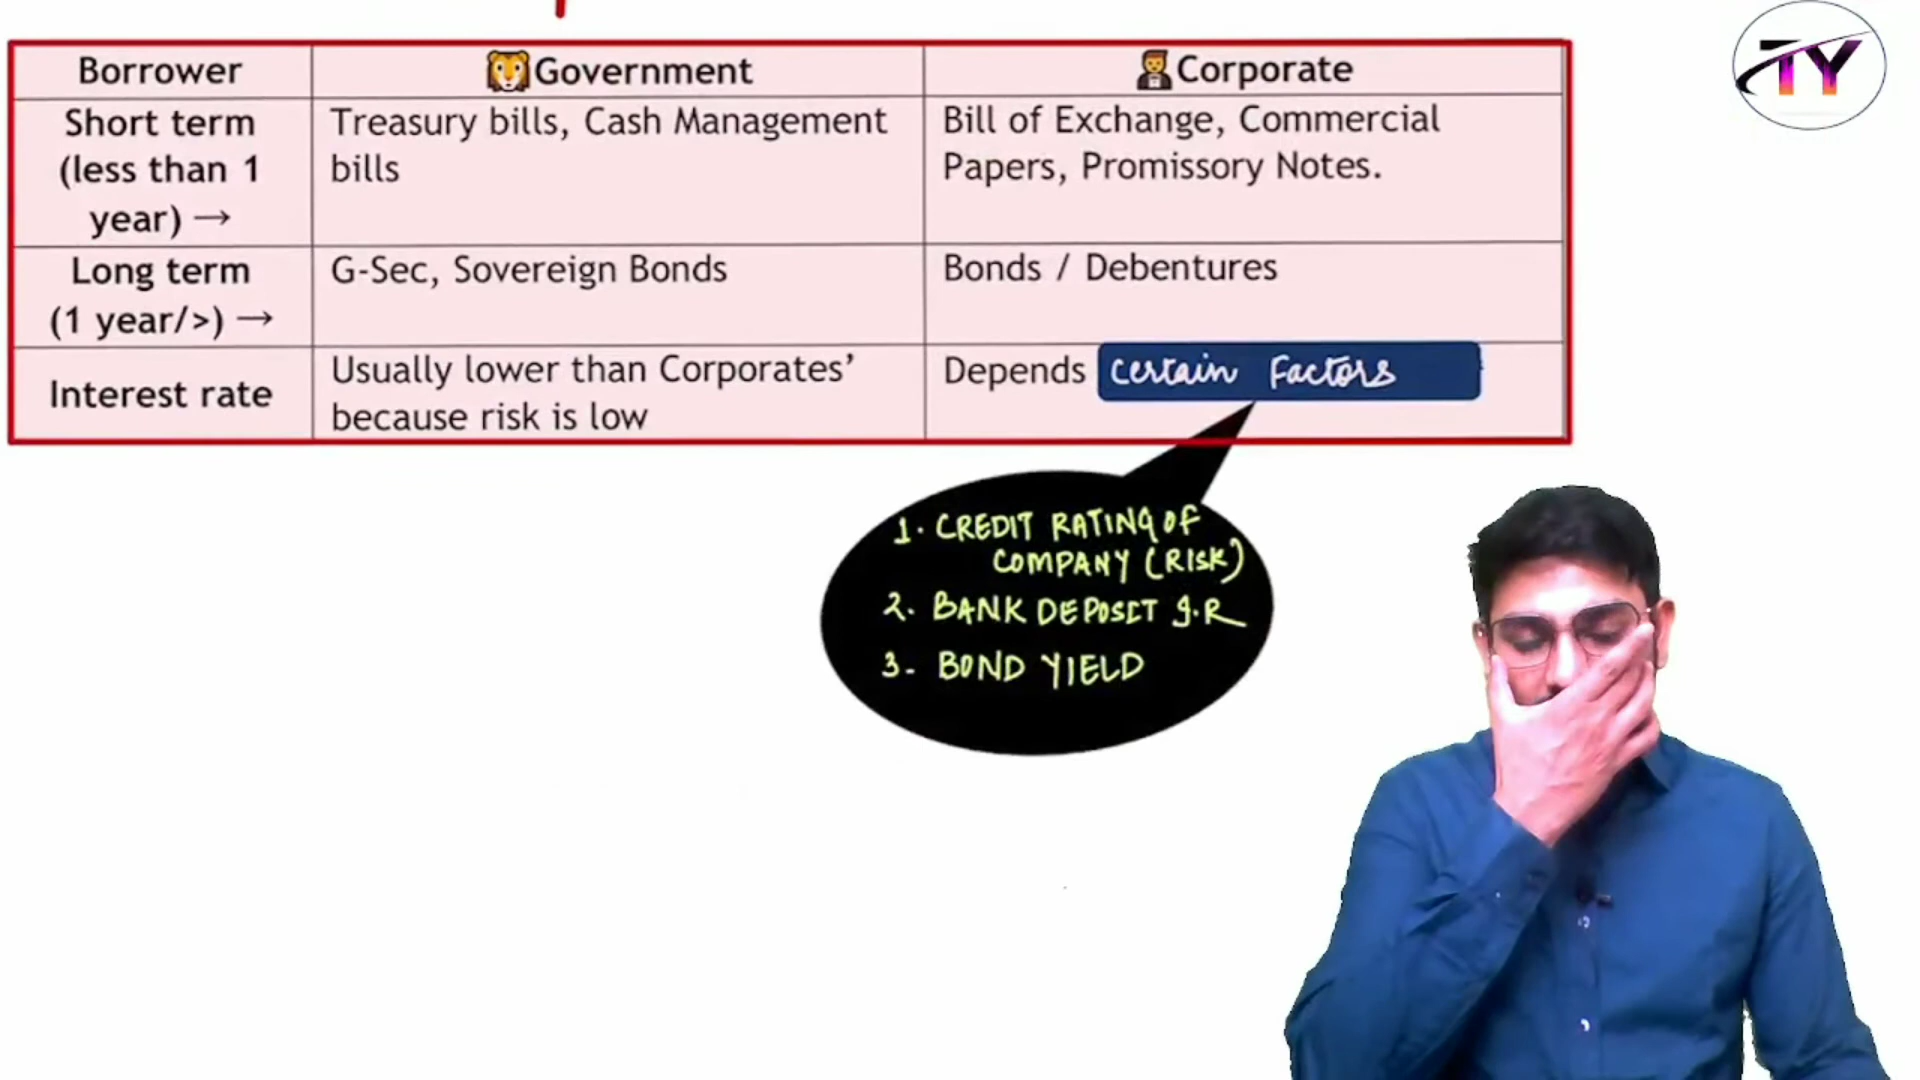 Borrower
Government
Corporate
Short term
(less than 1
year) →
Treasury bills, Cash Management
bills
Bill of Exchange, Commercial
Papers, Promissory Notes.
Long term
(1 year/>) →
G-Sec, Sovereign Bonds
Bonds / Debentures
Interest rate
Usually lower than Corporates’
because risk is low
Depends certain Factors
1. CREDIT RATING OF
COMPANY (RISK)
2. BANK DEPOSIT I.R
3- BOND YIELD
TY